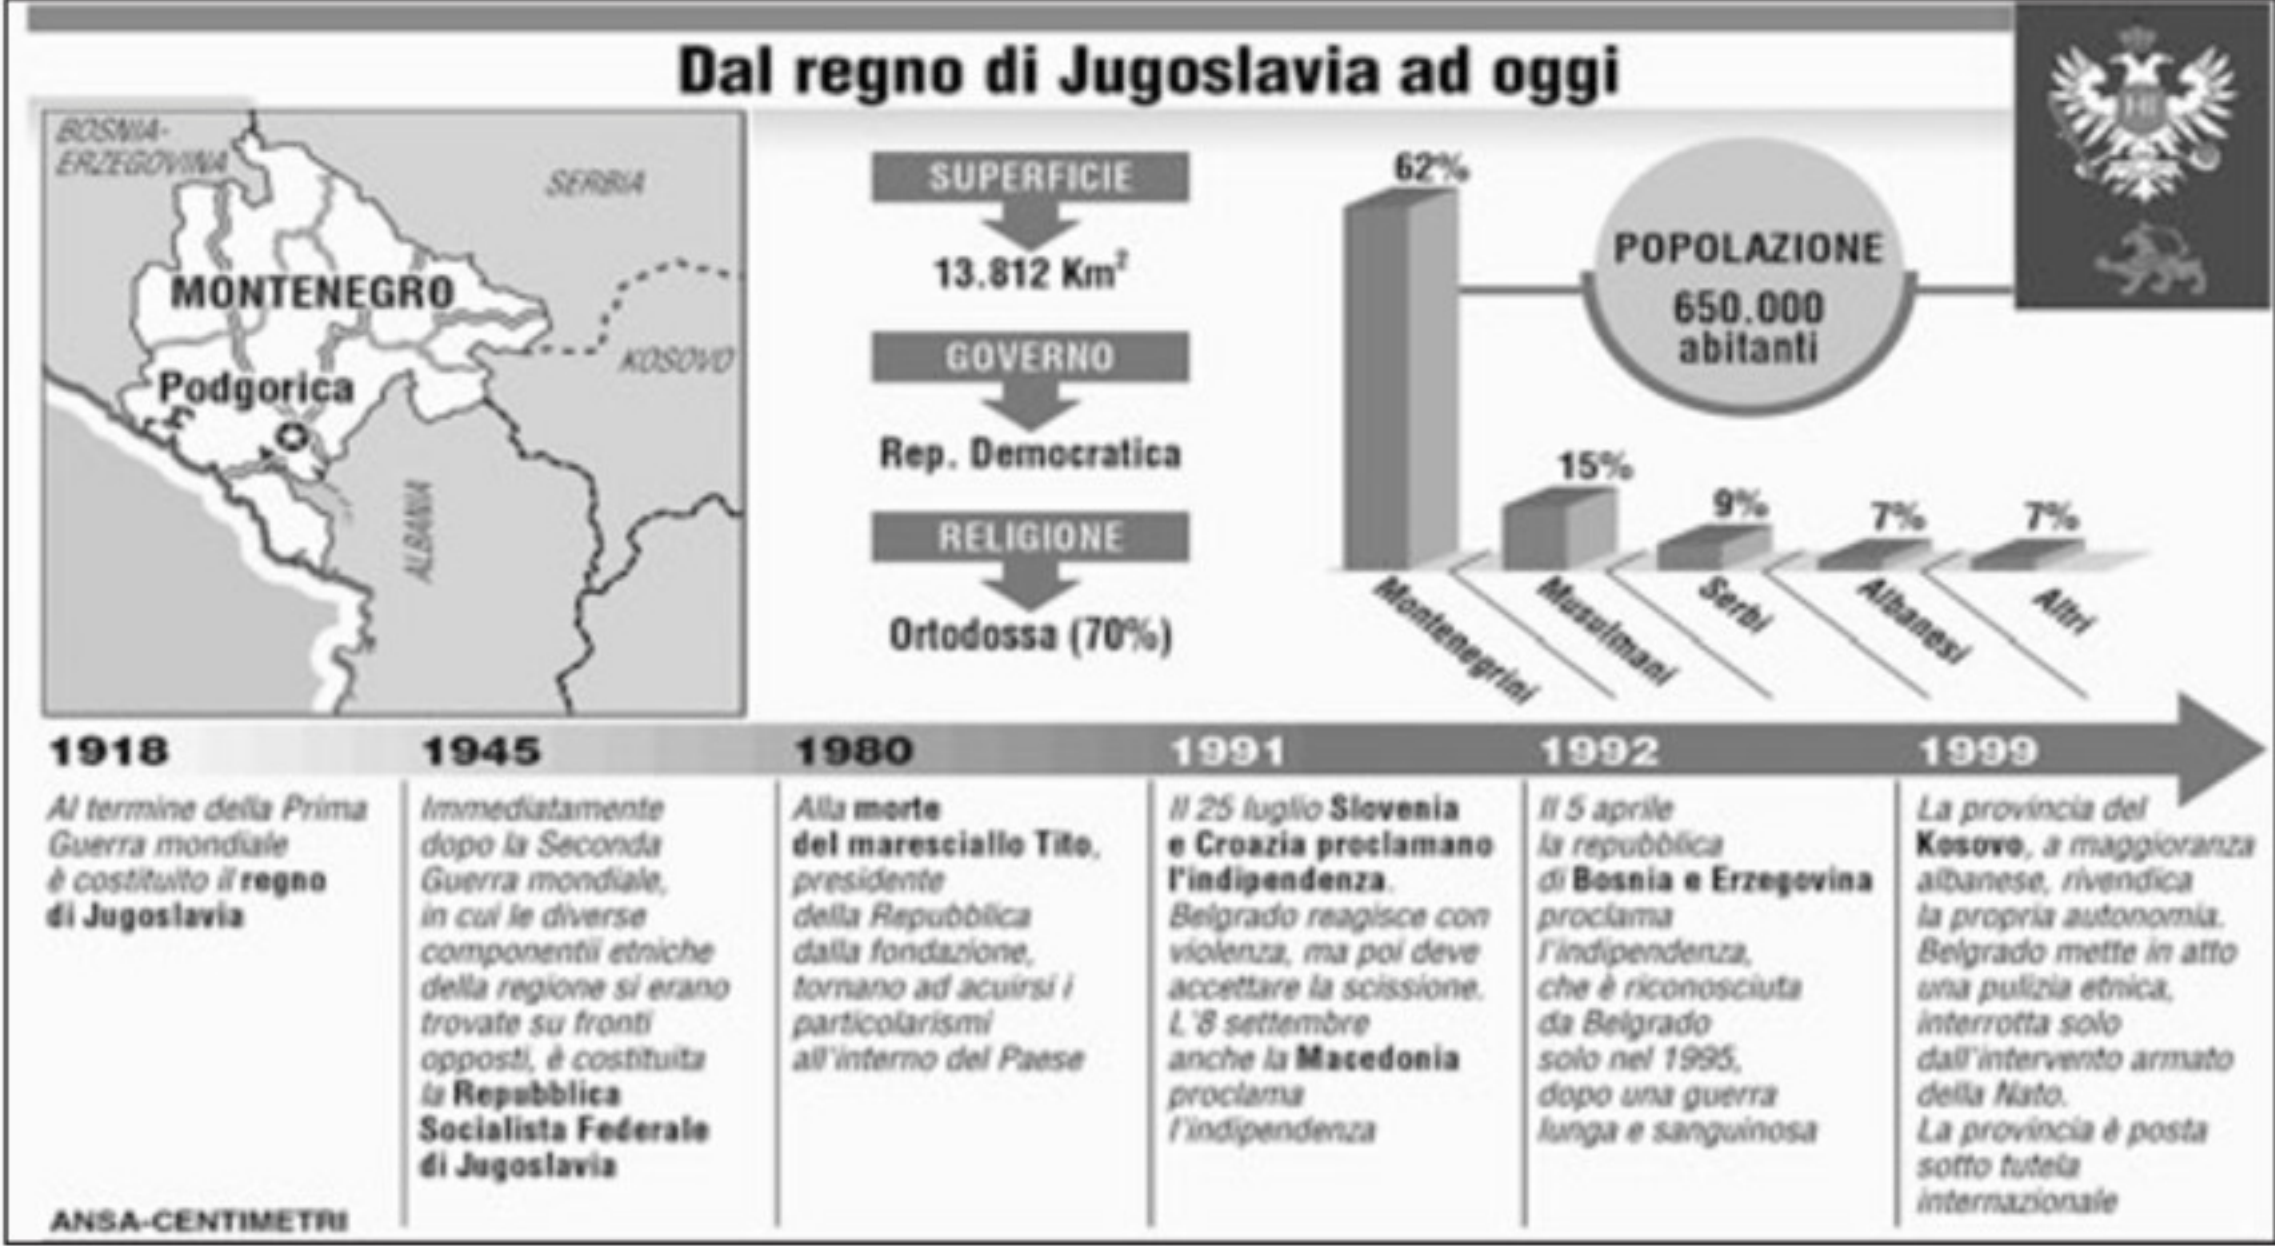 Dal regno di Jugoslavia ad oggi
BOSNIA-
ERZEGOVINA
SERBIA
MONTENEGRO
KOSOVO
Podgorica
ALBANIA
SUPERFICIE
13.812 Km²
GOVERNO
Rep. Democratica
RELIGIONE
Ortodossa (70%)
POPOLAZIONE
650.000
abitanti
62%
15%
9%
7%
7%
Montenegrini
Musulmani
Serbi
Albanesi
Altri
1918
Al termine della Prima
Guerra mondiale
è costituito il regno
di Jugoslavia
1945
Immediatamente
dopo la Seconda
Guerra mondiale,
in cui le diverse
componentii etniche
della regione si erano
trovate su fronti
opposti, è costituita
la Repubblica
Socialista Federale
di Jugoslavia
1980
Alla morte
del maresciallo Tito,
presidente
della Repubblica
dalla fondazione,
tornano ad acuirsi i
particolarismi
all'interno del Paese
1991
Il 25 luglio Slovenia
e Croazia proclamano
l'indipendenza.
Belgrado reagisce con
violenza, ma poi deve
accettare la scissione.
L'8 settembre
anche la Macedonia
proclama
l'indipendenza
1992
Il 5 aprile
la repubblica
di Bosnia e Erzegovina
proclama
l'indipendenza,
che è riconosciuta
da Belgrado
solo nel 1995,
dopo una guerra
lunga e sanguinosa
1999
La provincia del
Kosovo, a maggioranza
albanese, rivendica
la propria autonomia.
Belgrado mette in atto
una pulizia etnica,
interrotta solo
dall'intervento armato
della Nato.
La provincia è posta
sotto tutela
internazionale
ANSA-CENTIMETRI